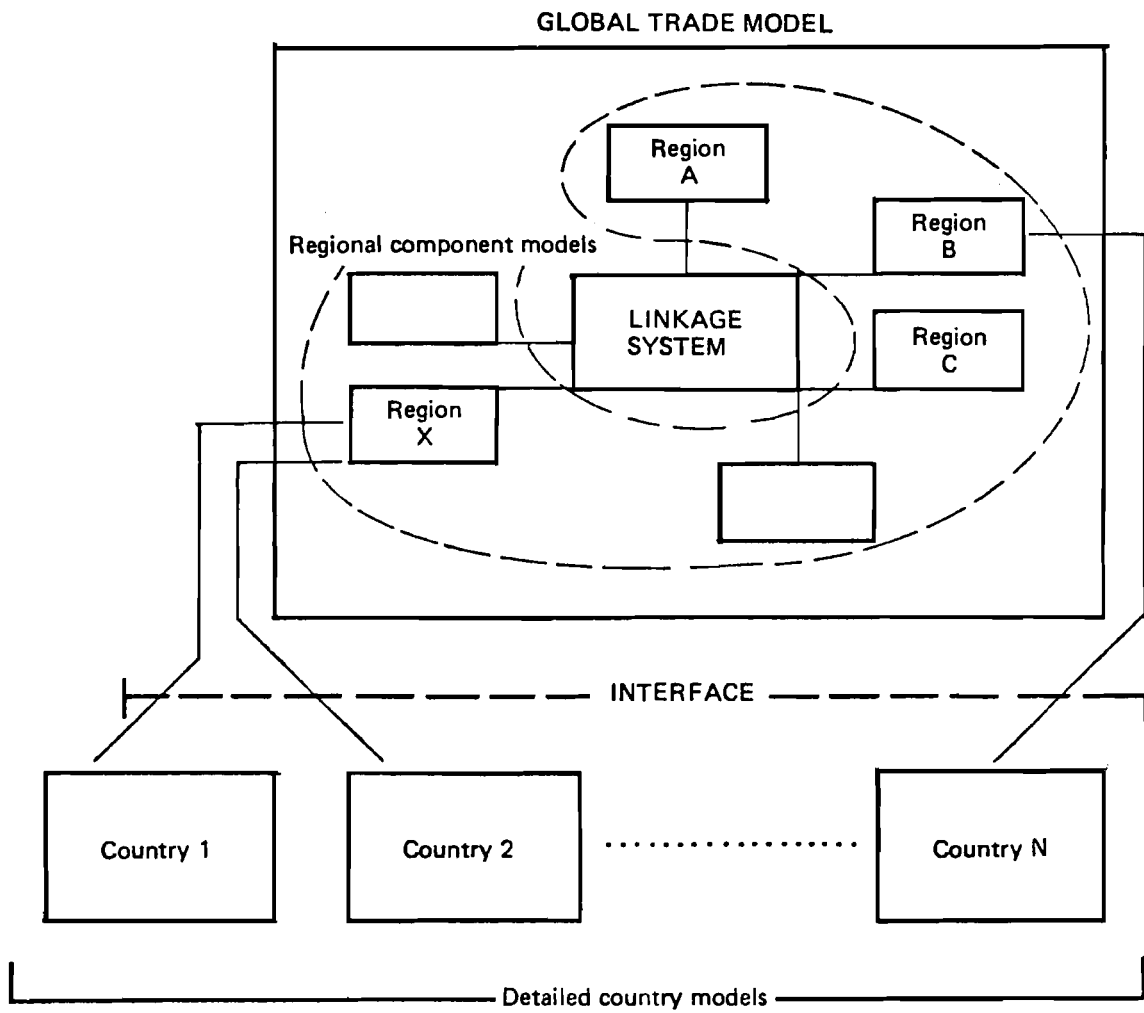 GLOBAL TRADE MODEL
Region
A
Region
B
Regional component models
LINKAGE
SYSTEM
Region
C
Region
X
INTERFACE
Country 1
Country 2
Country N
Detailed country models